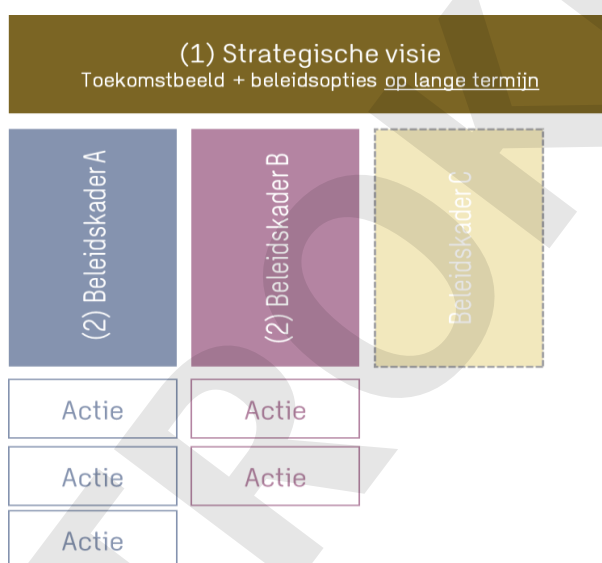 (1) Strategische visie
Toekomstbeeld + beleidsopties op lange termijn
(2) Beleidskader A
(2) Beleidskader B
Beleidskader C
Actie
Actie
Actie
Actie
Actie